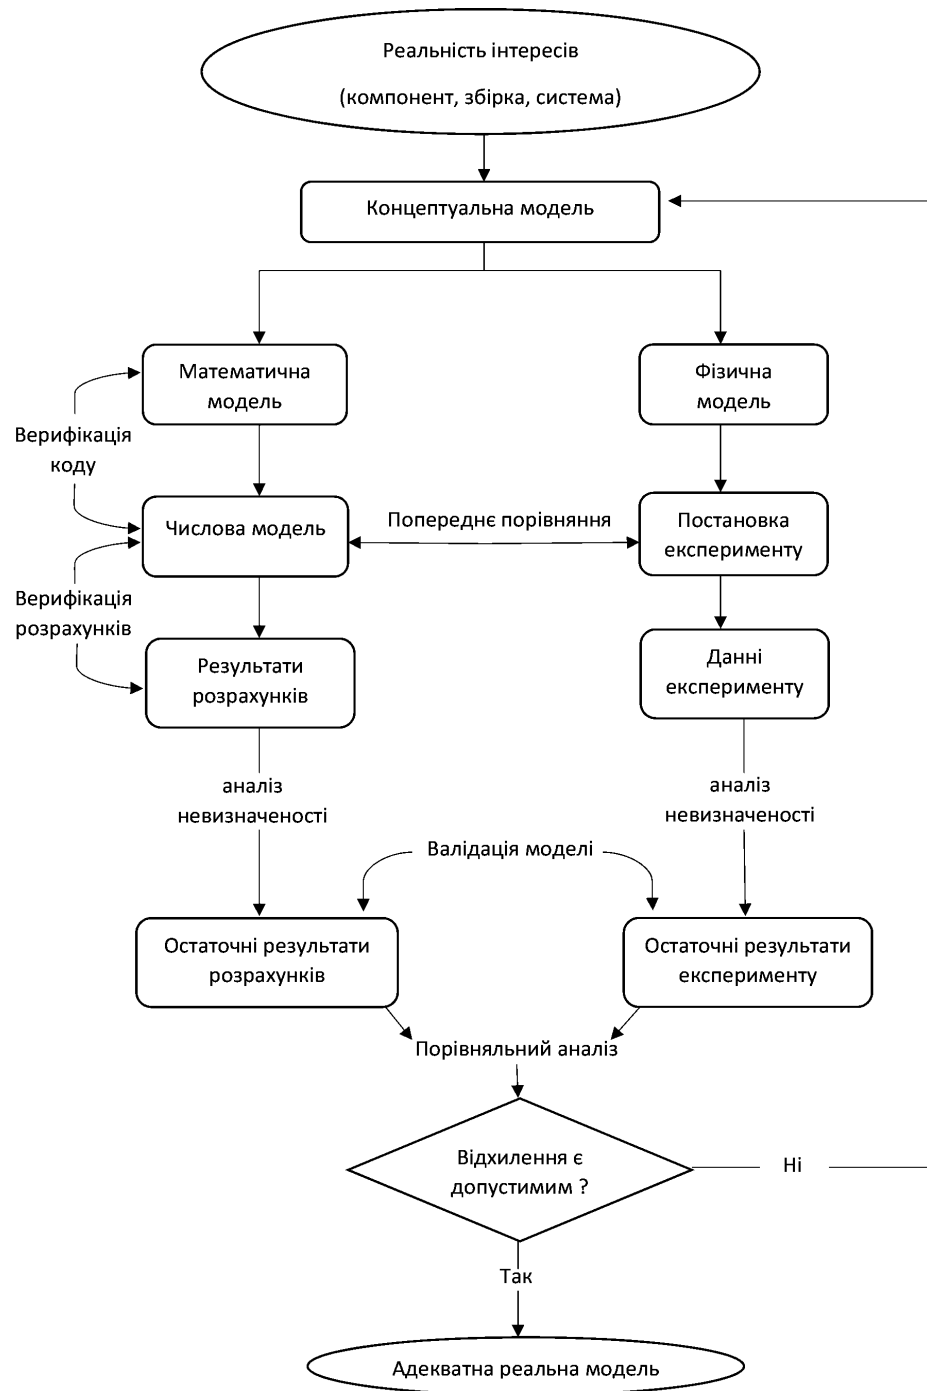 Реальність інтересів
(компонент, збірка, система)
Концептуальна модель
Математична
модель
Фізична
модель
Верифікація
коду
Числова модель
Попереднє порівняння
Постановка
експерименту
Верифікація
розрахунків
Результати
розрахунків
Данні
експерименту
аналіз
невизначеності
аналіз
невизначеності
Валідація моделі
Остаточні результати
розрахунків
Остаточні результати
експерименту
Порівняльний аналіз
Відхилення є
допустимим ?
Ні
Так
Адекватна реальна модель